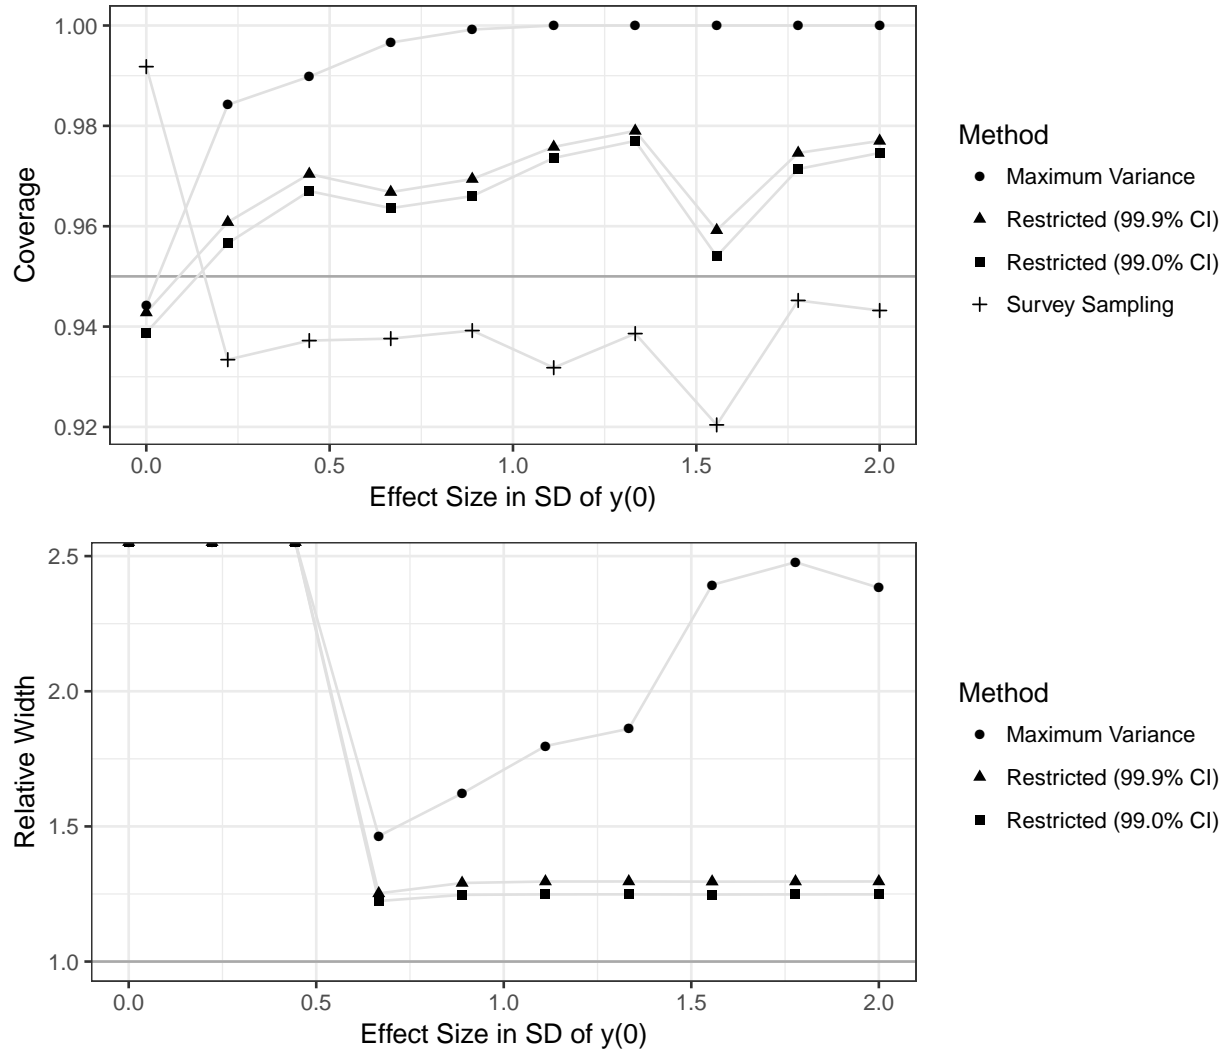 1.00
0.98
0.96
0.94
0.92
Coverage
0.0
0.5
1.0
1.5
2.0
Effect Size in SD of y(0)
Method
Maximum Variance
Restricted (99.9% CI)
Restricted (99.0% CI)
Survey Sampling
2.5
2.0
1.5
1.0
Relative Width
0.0
0.5
1.0
1.5
2.0
Effect Size in SD of y(0)
Method
Maximum Variance
Restricted (99.9% CI)
Restricted (99.0% CI)